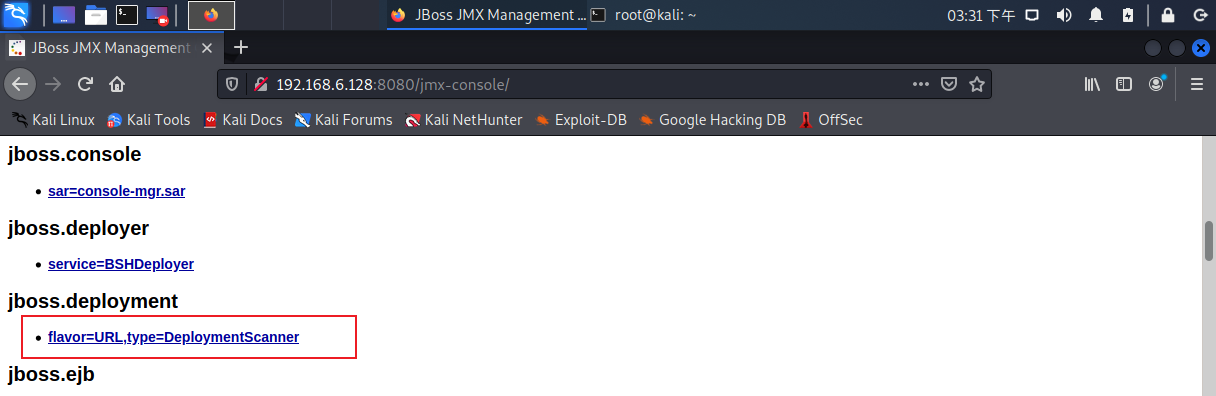 JBoss JMX Management ... root@kali: ~ 03:31 下午
JBoss JMX Management
192.168.6.128:8080/jmx-console/
Kali Linux Kali Tools Kali Docs Kali Forums Kali NetHunter Exploit-DB Google Hacking DB OffSec
jboss.console
sar=console-mgr.sar
jboss.deployer
service=BSHDeployer
jboss.deployment
flavor=URL,type=DeploymentScanner
jboss.ejb